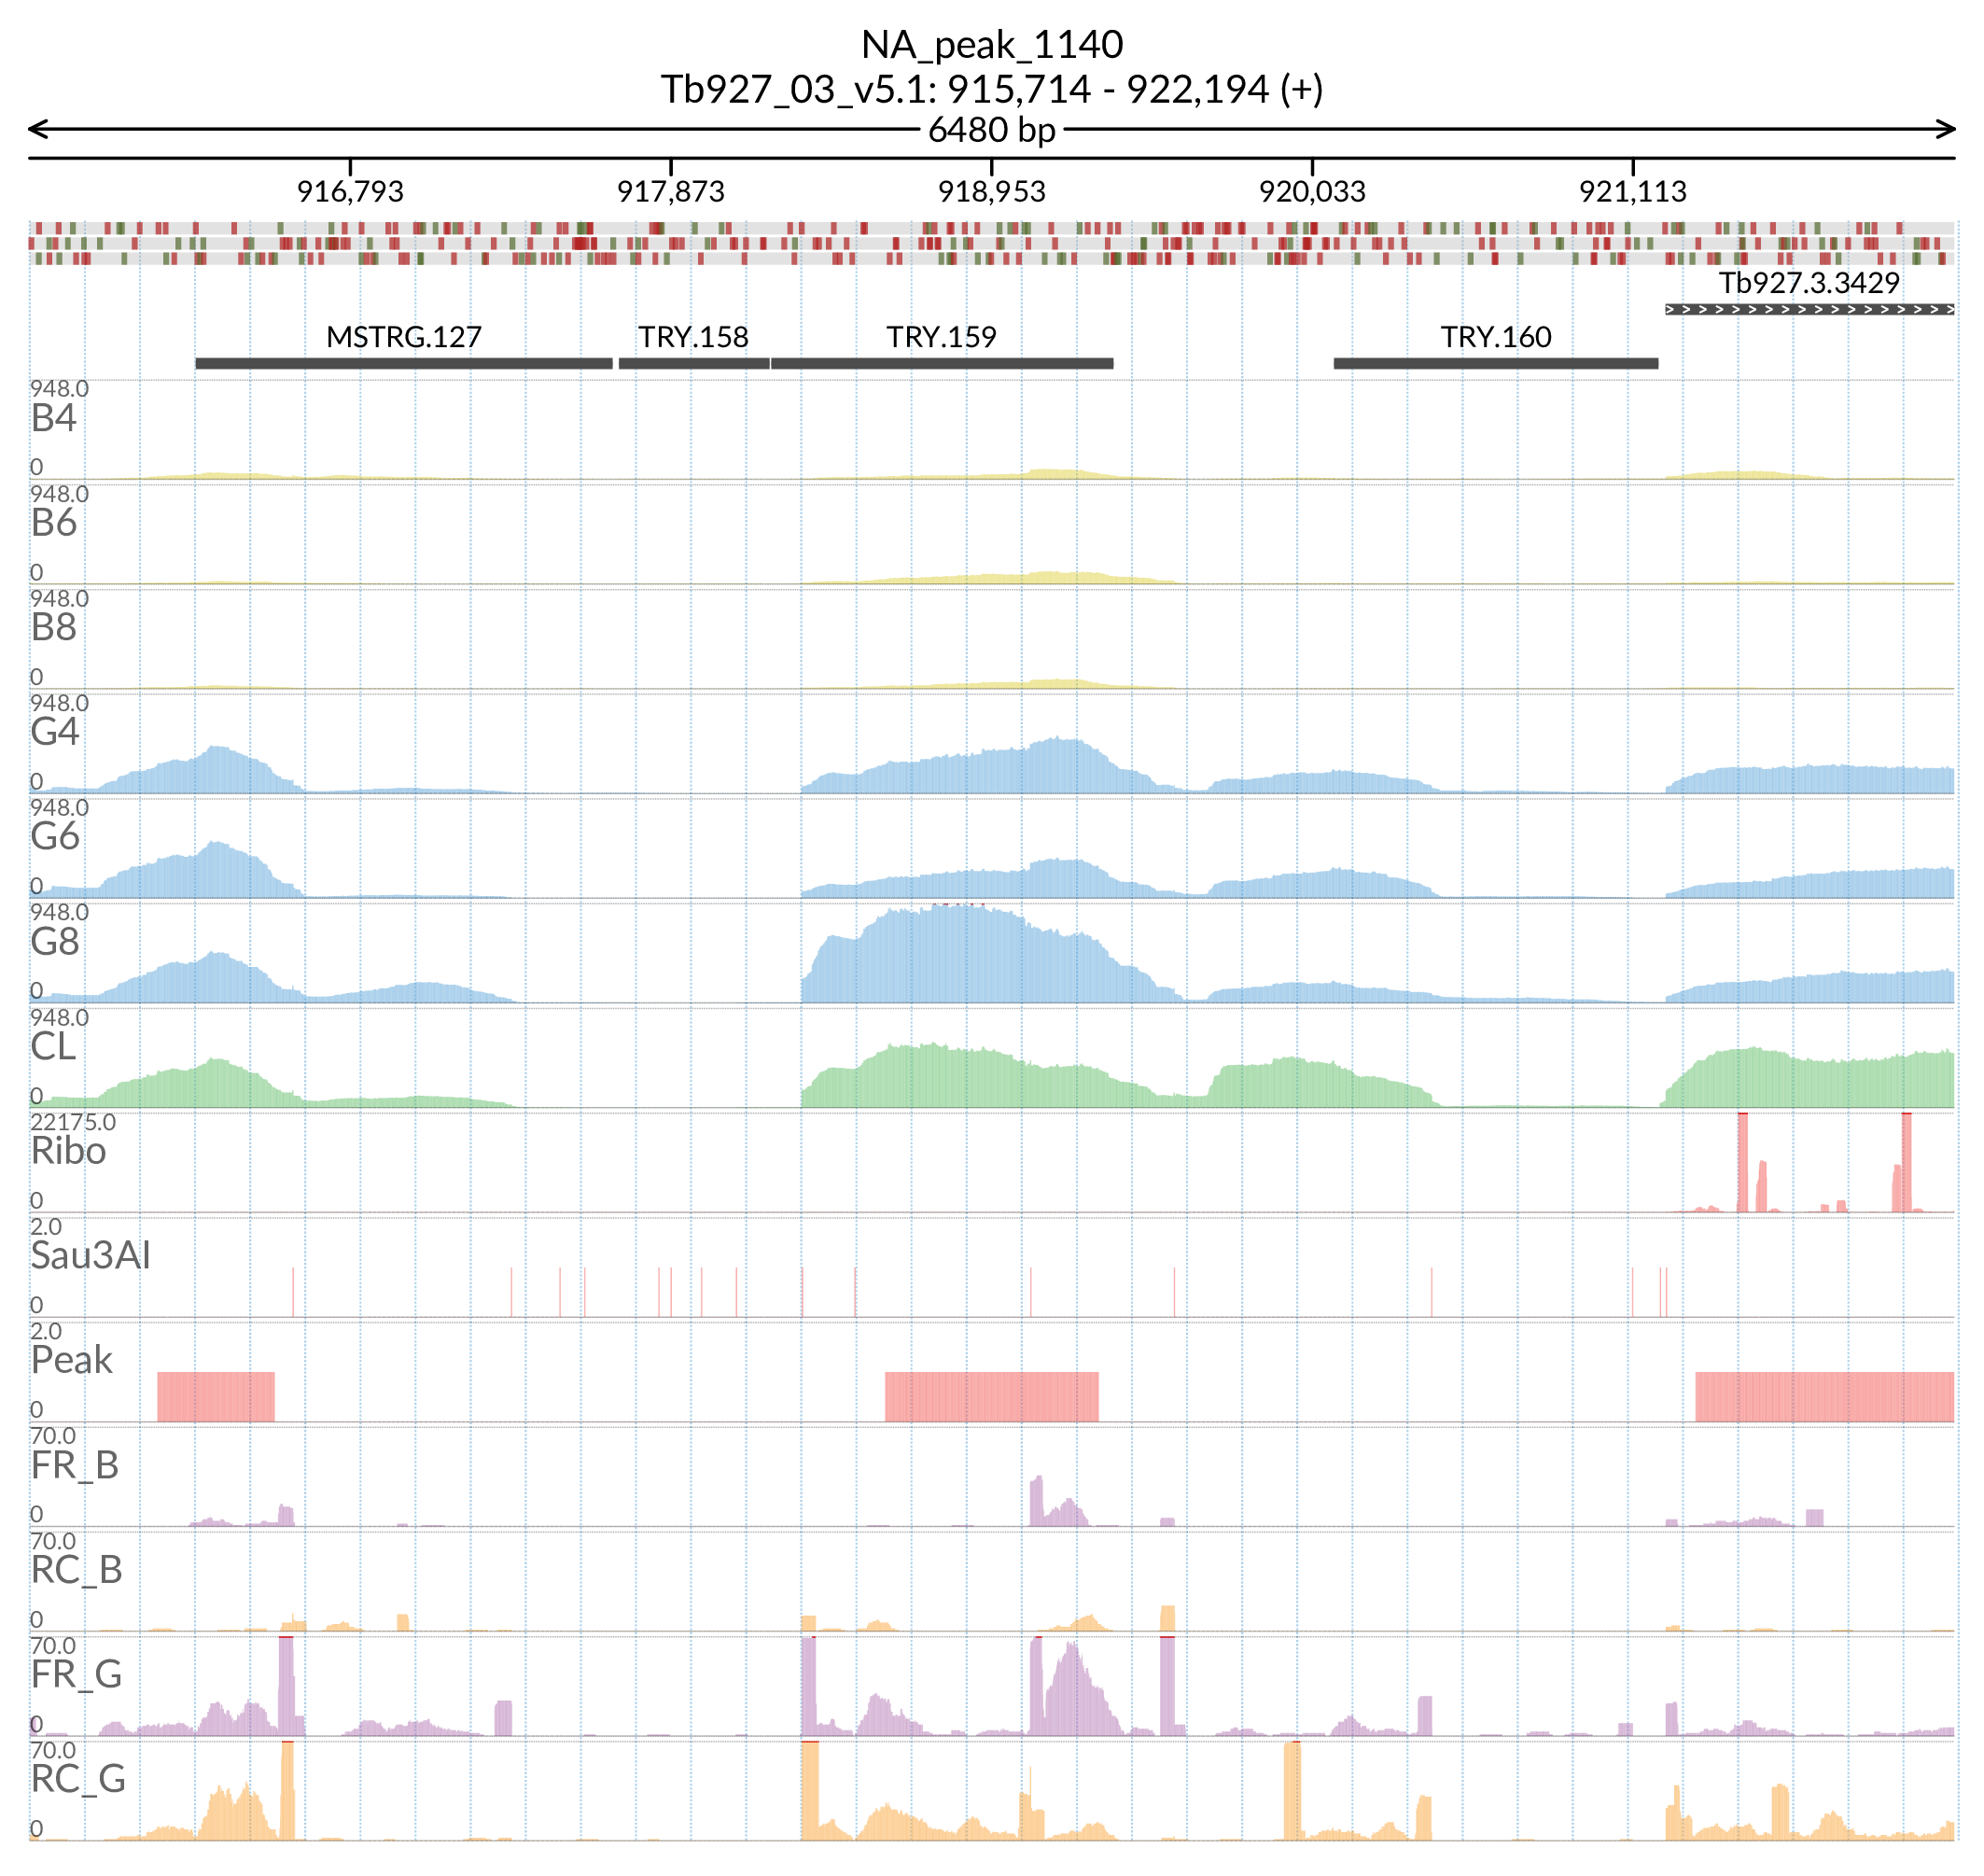 NA_peak_1140
Tb927_03_v5.1: 915,714 - 922,194 (+)
6480 bp
916,793 917,873 918,953 920,033 921,113
Tb927.3.3429
MSTRG.127 TRY.158 TRY.159 TRY.160
948.0
B4
0
948.0
B6
0
948.0
B8
0
948.0
G4
0
948.0
G6
0
948.0
G8
0
948.0
CL
0
22175.0
Ribo
0
2.0
Sau3AI
0
2.0
Peak
0
70.0
FR_B
0
70.0
RC_B
0
70.0
FR_G
0
70.0
RC_G
0